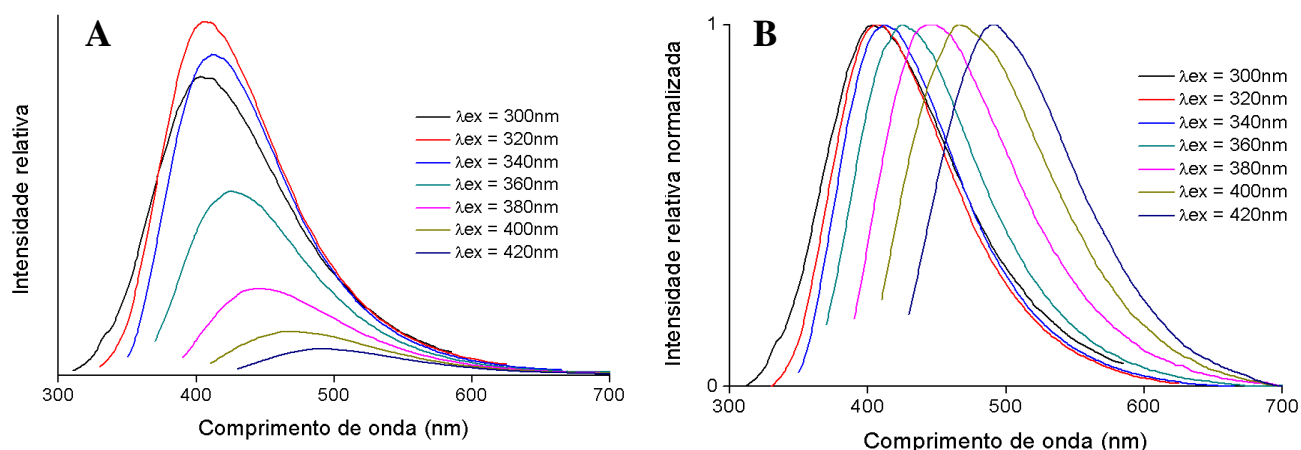 A
Intensidade relativa
λex = 300nm
λex = 320nm
λex = 340nm
λex = 360nm
λex = 380nm
λex = 400nm
λex = 420nm
300
400
500
600
700
Comprimento de onda (nm)
B
Intensidade relativa normalizada
1
0
λex = 300nm
λex = 320nm
λex = 340nm
λex = 360nm
λex = 380nm
λex = 400nm
λex = 420nm
300
400
500
600
700
Comprimento de onda (nm)